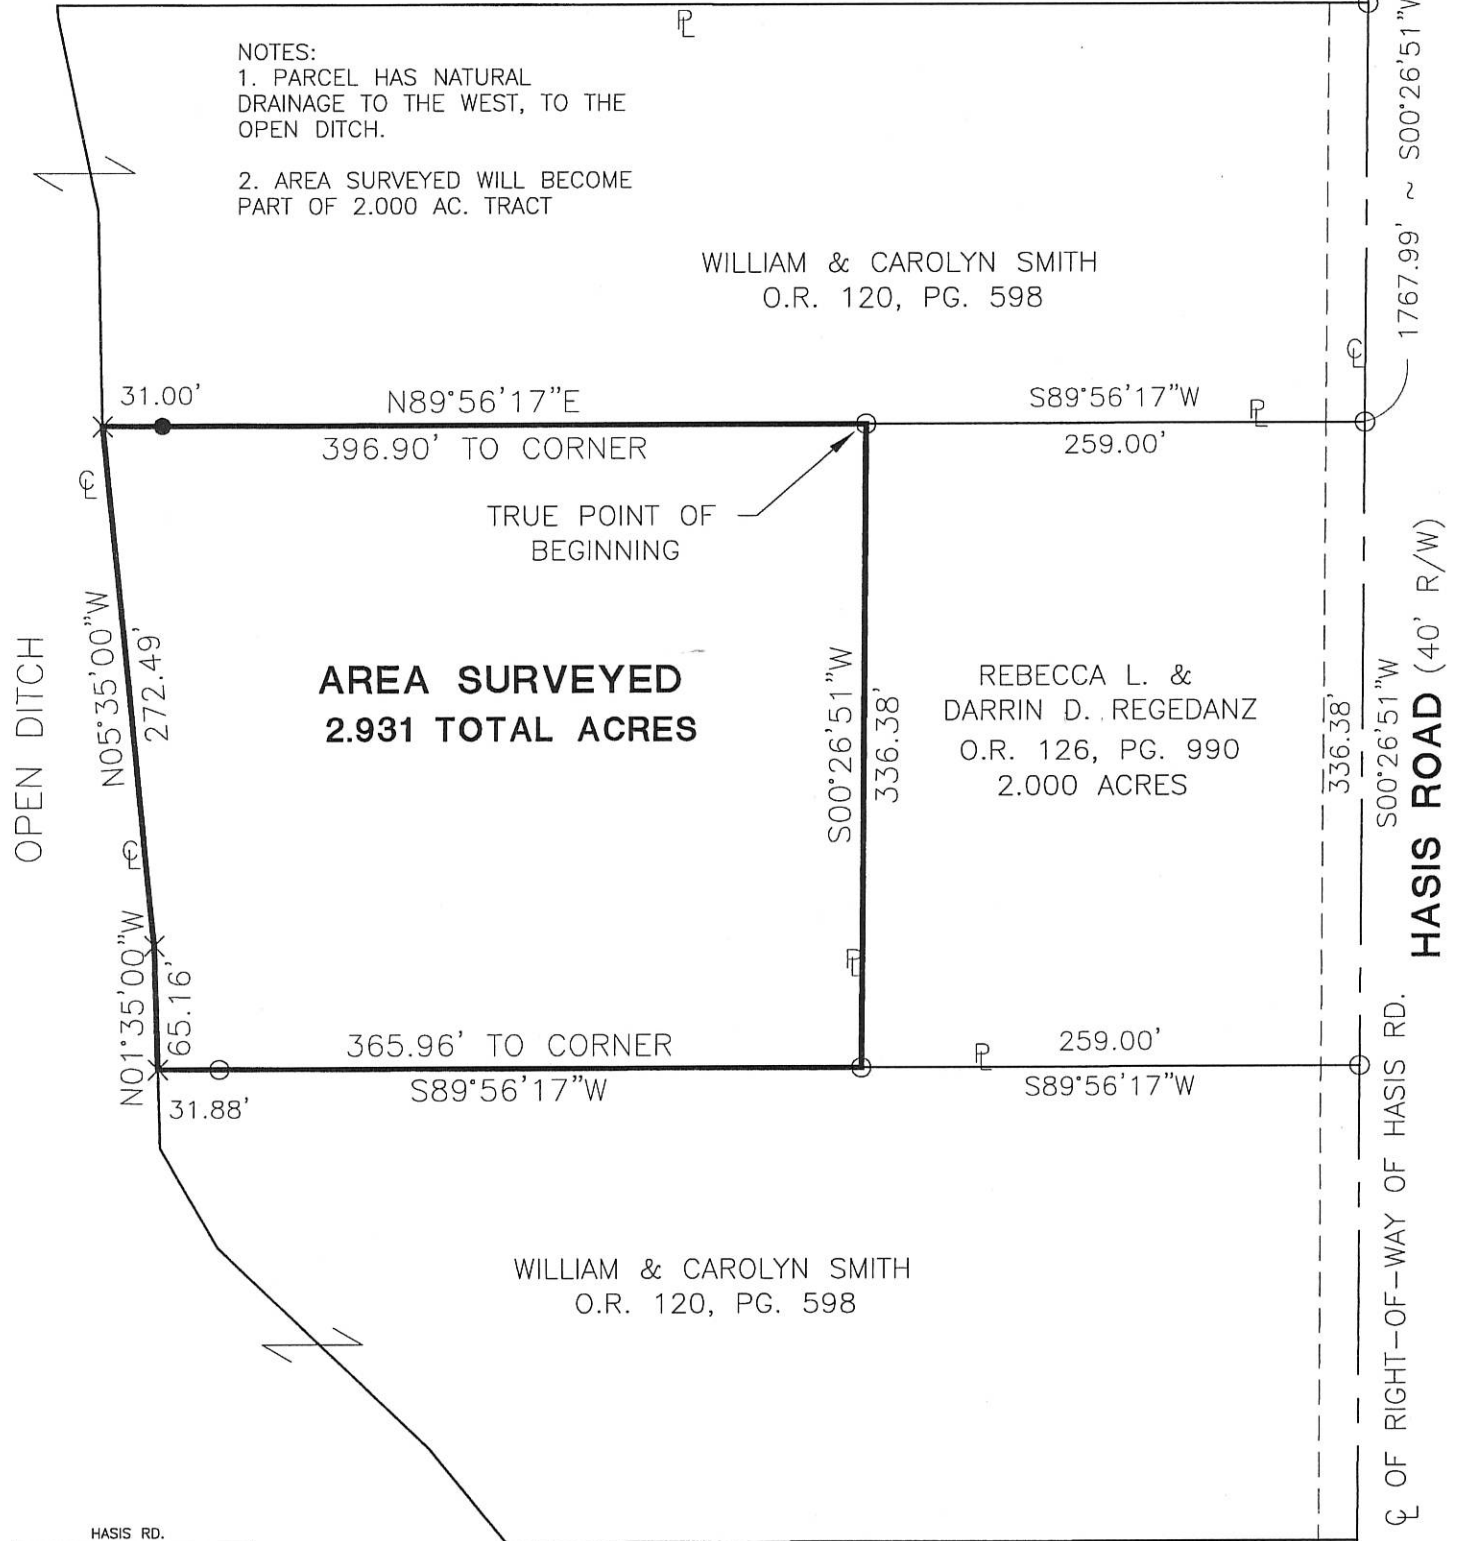 NOTES:
1. PARCEL HAS NATURAL
DRAINAGE TO THE WEST, TO THE
OPEN DITCH.
2. AREA SURVEYED WILL BECOME
PART OF 2.000 AC. TRACT
℄
1767.99' ~ S00°26'51"W
WILLIAM & CAROLYN SMITH
O.R. 120, PG. 598
31.00'
N89°56'17"E
396.90' TO CORNER
S89°56'17"W
259.00'
TRUE POINT OF
BEGINNING
OPEN DITCH
℄
N05°35'00"W
272.49'
℄
AREA SURVEYED
2.931 TOTAL ACRES
S00°26'51"W
336.38'
REBECCA L. &
DARRIN D. REGEDANZ
O.R. 126, PG. 990
2.000 ACRES
336.38'
S00°26'51"W
HASIS ROAD (40' R/W)
N01°35'00"W
65.16'
365.96' TO CORNER
S89°56'17"W
31.88'
259.00'
S89°56'17"W
WILLIAM & CAROLYN SMITH
O.R. 120, PG. 598
℄ OF RIGHT-OF-WAY OF HASIS RD.
HASIS RD.